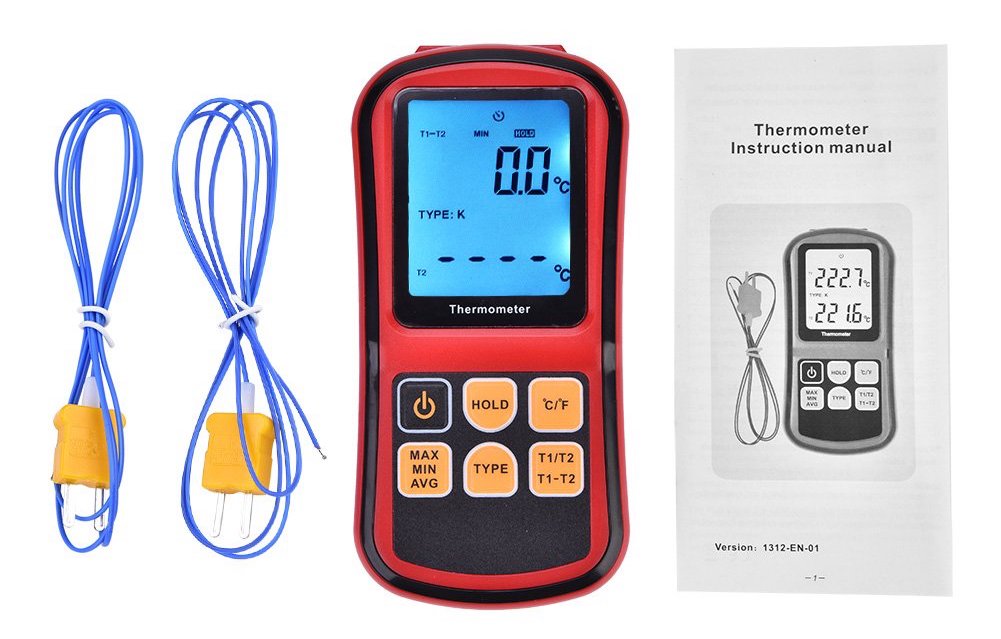 T1-T2 MIN HOLD
0.0 °C
TYPE: K
T2 - - - - °C
Thermometer
HOLD
°C/°F
MAX
MIN
AVG
TYPE
T1/T2
T1-T2
Thermometer
Instruction manual
222.7 °C
TYPE: K
221.6 °C
Thermometer
HOLD
°C/°F
MAX
MIN
AVG
TYPE
T1/T2
T1-T2
Version: 1312-EN-01
-1-